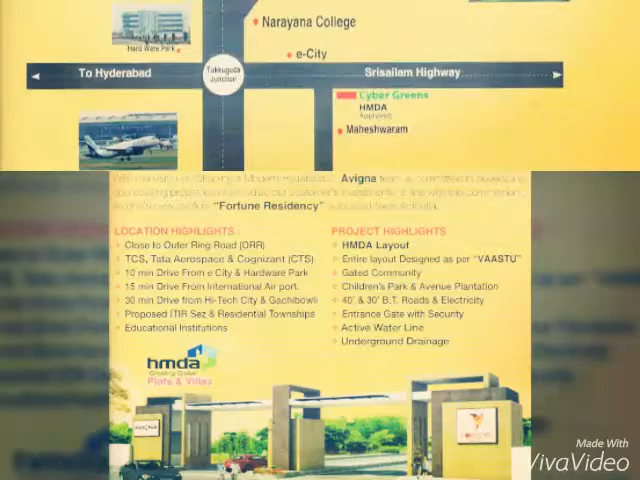 Narayana College
Hard Ware Park
e-City
To Hyderabad
Tukkuguda
Junction
Srisailam Highway
Cyber Greens
HMDA
Approved
Maheshwaram
Avigna
"Fortune Residency"
LOCATION HIGHLIGHTS :
Close to Outer Ring Road (ORR)
TCS, Tata Aerospace & Cognizant (CTS)
10 min Drive From e City & Hardware Park
15 min Drive From International Air port.
30 min Drive from Hi-Tech City & Gachibowli
Proposed ITIR Sez & Residential Townships
Educational Institutions
PROJECT HIGHLIGHTS
HMDA Layout
Entire layout Designed as per "VAASTU"
Gated Community
Children's Park & Avenue Plantation
40' & 30' B.T. Roads & Electricity
Entrance Gate with Security
Active Water Line
Underground Drainage
hmda
Plots & Villas
Made With
VivaVideo